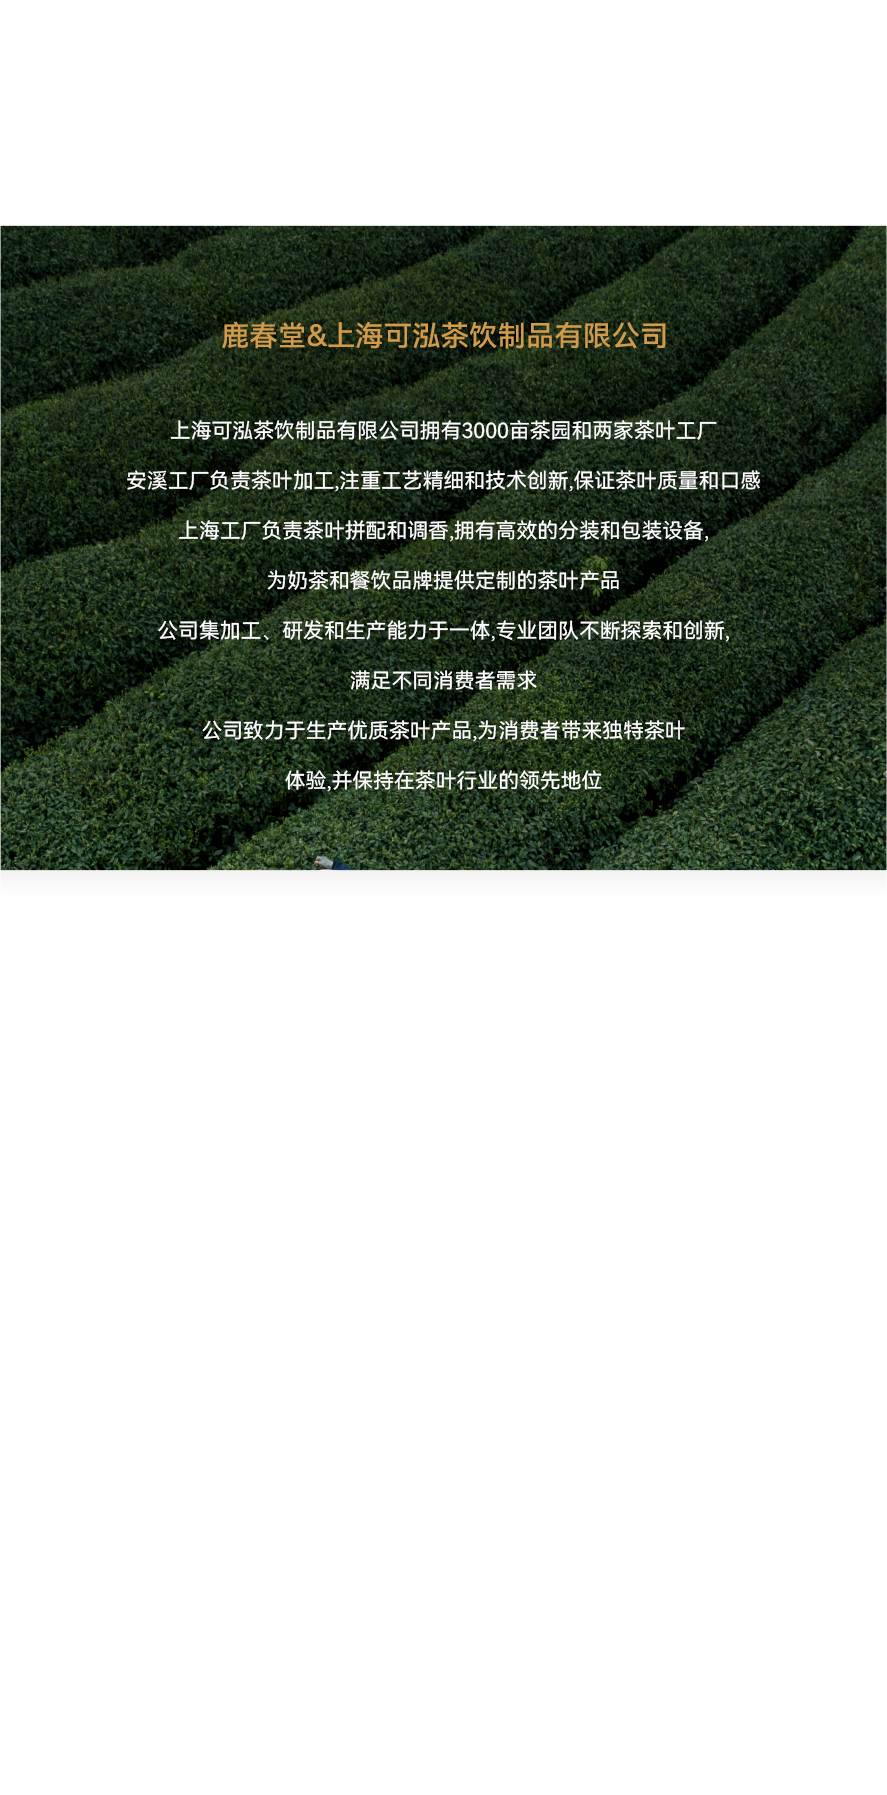 鹿春堂&上海可泓茶饮制品有限公司
上海可泓茶饮制品有限公司拥有3000亩茶园和两家茶叶工厂
安溪工厂负责茶叶加工,注重工艺精细和技术创新,保证茶叶质量和口感
上海工厂负责茶叶拼配和调香,拥有高效的分装和包装设备,
为奶茶和餐饮品牌提供定制的茶叶产品
公司集加工、研发和生产能力于一体,专业团队不断探索和创新,
满足不同消费者需求
公司致力于生产优质茶叶产品,为消费者带来独特茶叶
体验,并保持在茶叶行业的领先地位